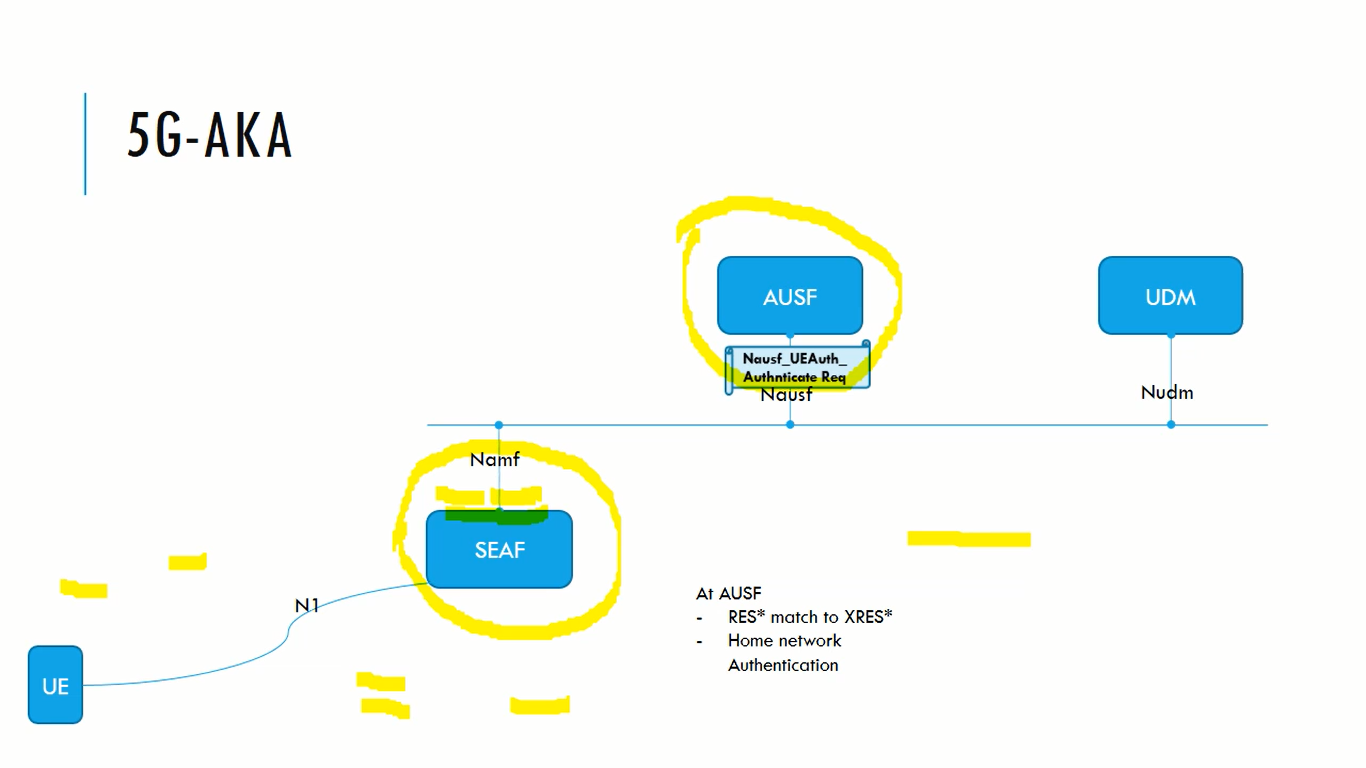 5G-AKA
AUSF
UDM
Nausf_UEAuth_
Authnticate Req
Nausf
Nudm
Namf
SEAF
N1
UE
At AUSF
- RES* match to XRES*
- Home network
Authentication